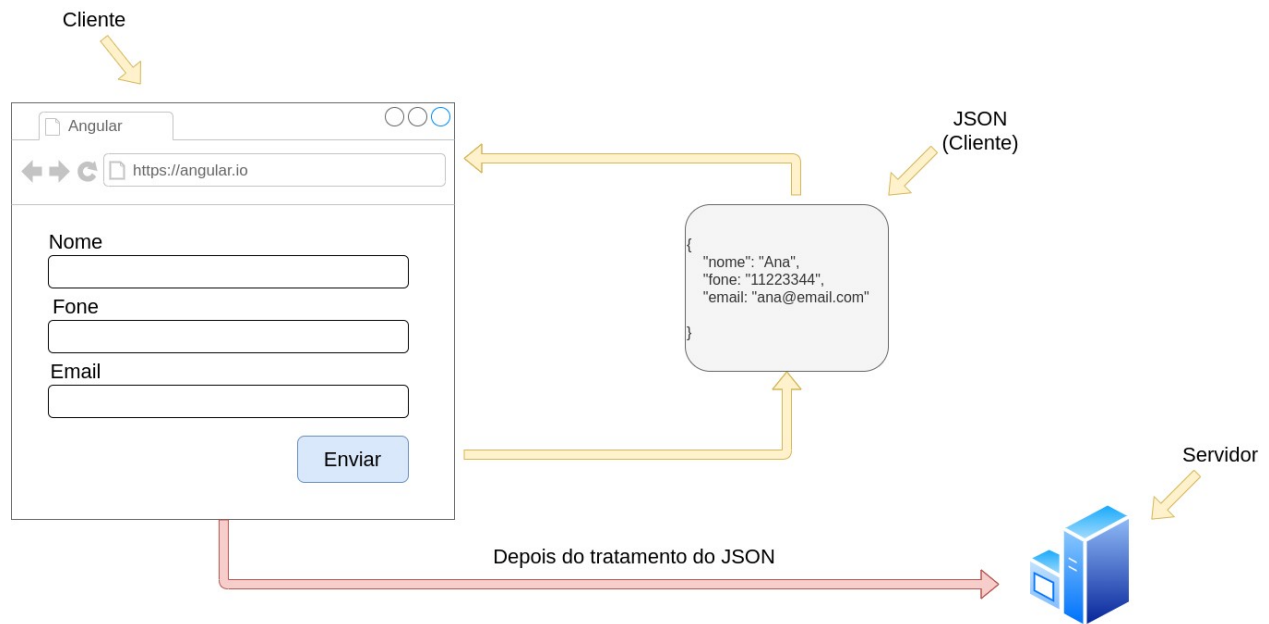 Cliente
Angular
https://angular.io
Nome
Fone
Email
Enviar
JSON
(Cliente)
{
"nome": "Ana",
"fone: "11223344",
"email: "ana@email.com"
}
Servidor
Depois do tratamento do JSON